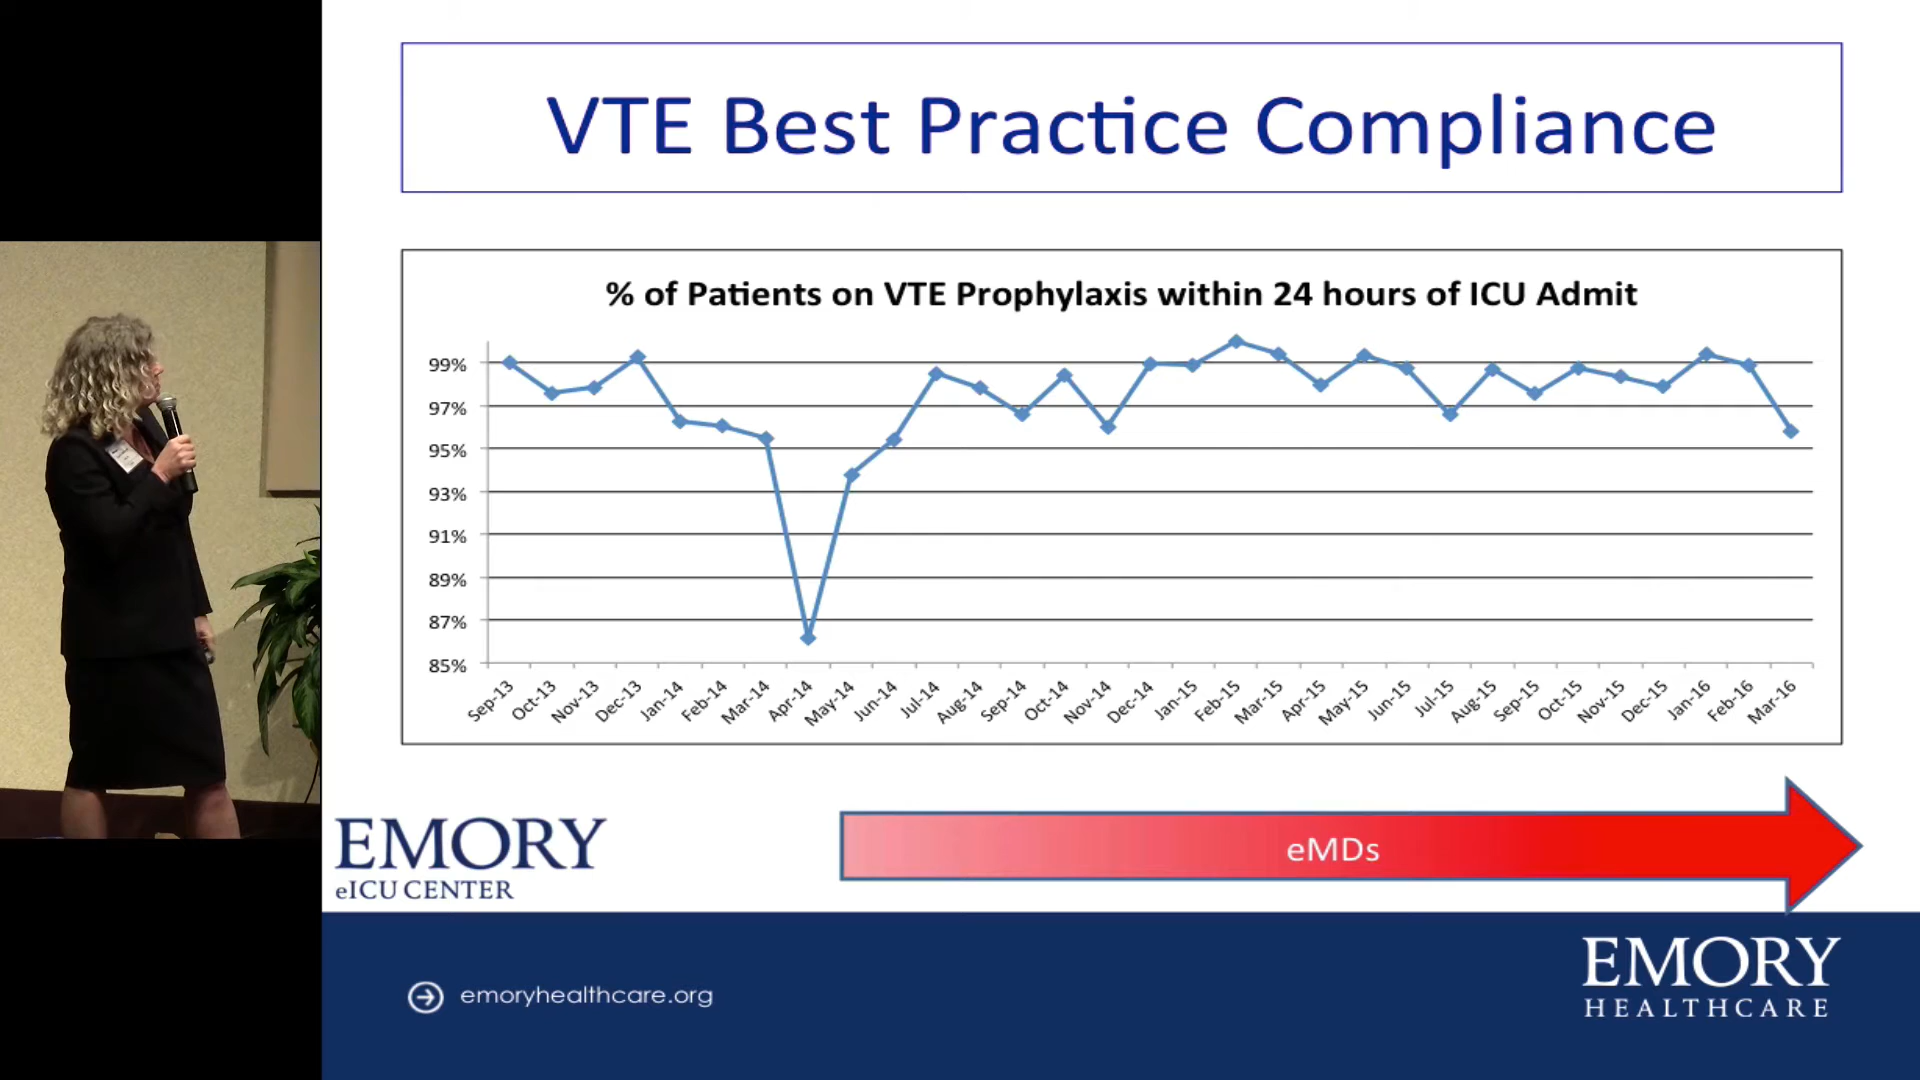 VTE Best Practice Compliance
% of Patients on VTE Prophylaxis within 24 hours of ICU Admit
99%
97%
95%
93%
91%
89%
87%
85%
Sep-13
Oct-13
Nov-13
Dec-13
Jan-14
Feb-14
Mar-14
Apr-14
May-14
Jun-14
Jul-14
Aug-14
Sep-14
Oct-14
Nov-14
Dec-14
Jan-15
Feb-15
Mar-15
Apr-15
May-15
Jun-15
Jul-15
Aug-15
Sep-15
Oct-15
Nov-15
Dec-15
Jan-16
Feb-16
Mar-16
eMDs
EMORY
eICU CENTER
emoryhealthcare.org
EMORY
HEALTHCARE